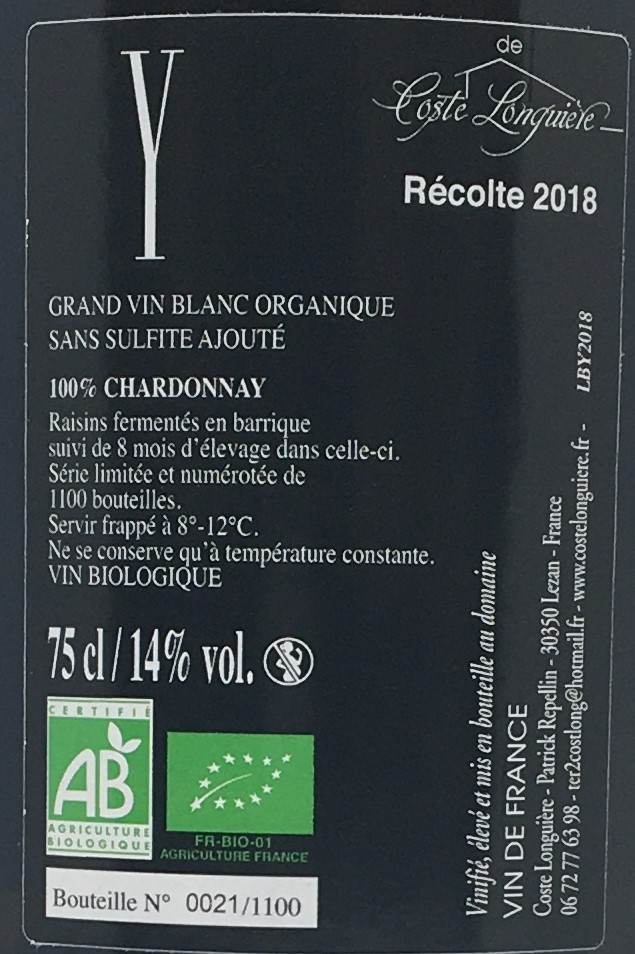 Y
de
Coste Longuière
Récolte 2018
GRAND VIN BLANC ORGANIQUE
SANS SULFITE AJOUTÉ
100% CHARDONNAY
Raisins fermentés en barrique
suivi de 8 mois d'élevage dans celle-ci.
Série limitée et numérotée de
1100 bouteilles.
Servir frappé à 8°-12°C.
Ne se conserve qu'à température constante.
VIN BIOLOGIQUE
75 cl / 14% vol.
CERTIFIÉ
AB
AGRICULTURE
BIOLOGIQUE
FR-BIO-01
AGRICULTURE FRANCE
Bouteille N° 0021/1100
Vinifié, élevé et mis en bouteille au domaine
VIN DE FRANCE
Coste Longuière - Patrick Repellin - 30350 Lezan - France
06 72 77 63 98 - ter2costlong@hotmail.fr - www.costelonguiere.fr - LBY2018